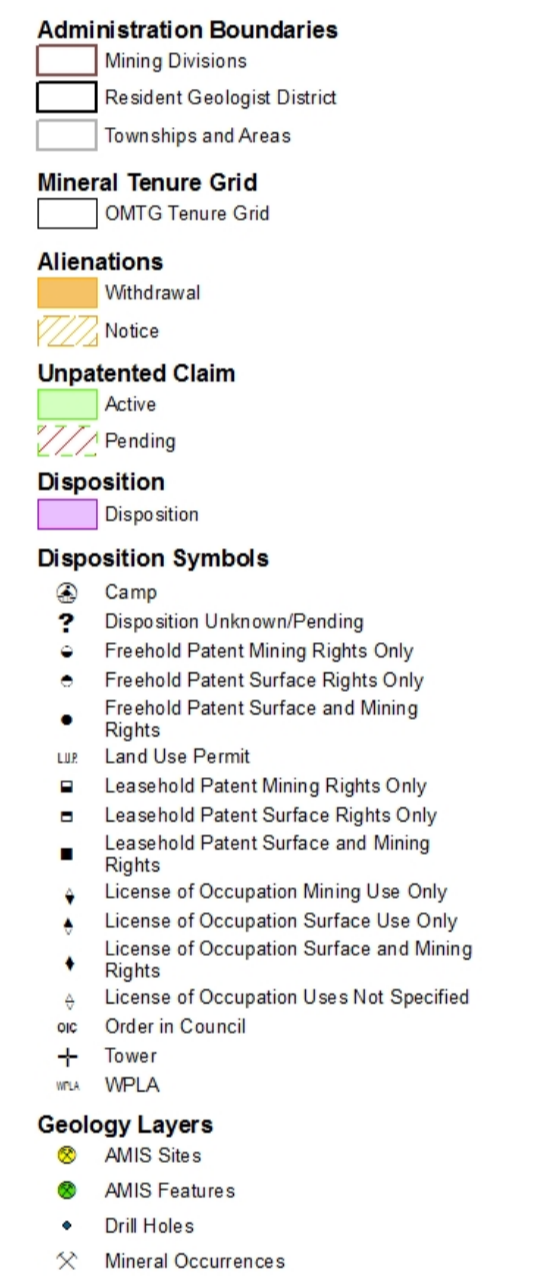 Administration Boundaries
Mining Divisions
Resident Geologist District
Townships and Areas
Mineral Tenure Grid
OMTG Tenure Grid
Alienations
Withdrawal
Notice
Unpatented Claim
Active
Pending
Disposition
Disposition
Disposition Symbols
Camp
? Disposition Unknown/Pending
Freehold Patent Mining Rights Only
Freehold Patent Surface Rights Only
Freehold Patent Surface and Mining
Rights
L.U.P. Land Use Permit
Leasehold Patent Mining Rights Only
Leasehold Patent Surface Rights Only
Leasehold Patent Surface and Mining
Rights
License of Occupation Mining Use Only
License of Occupation Surface Use Only
License of Occupation Surface and Mining
Rights
License of Occupation Uses Not Specified
OIC Order in Council
Tower
WPLA WPLA
Geology Layers
AMIS Sites
AMIS Features
Drill Holes
Mineral Occurrences